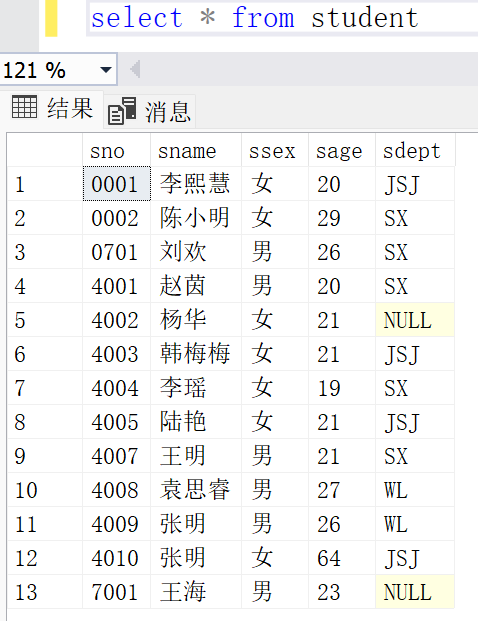 select * from student
121 %
结果 消息
sno sname ssex sage sdept
1 0001 李熙慧 女 20 JSJ
2 0002 陈小明 女 29 SX
3 0701 刘欢 男 26 SX
4 4001 赵茵 男 20 SX
5 4002 杨华 女 21 NULL
6 4003 韩梅梅 女 21 JSJ
7 4004 李瑶 女 19 SX
8 4005 陆艳 女 21 JSJ
9 4007 王明 男 21 SX
10 4008 袁思睿 男 27 WL
11 4009 张明 男 26 WL
12 4010 张明 女 64 JSJ
13 7001 王海 男 23 NULL